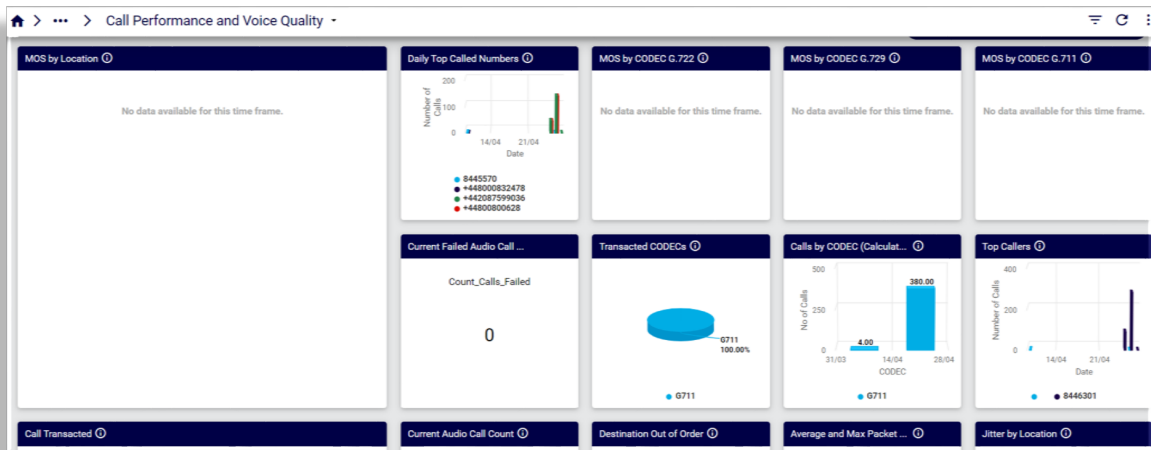 Call Performance and Voice Quality
MOS by Location
No data available for this time frame.
Daily Top Called Numbers
Number of Calls
200
100
0
14/04 21/04
Date
8445570
+448000832478
+442087599036
+44800800628
MOS by CODEC G.722
No data available for this time frame.
MOS by CODEC G.729
No data available for this time frame.
MOS by CODEC G.711
No data available for this time frame.
Current Failed Audio Call ...
Count_Calls_Failed
0
Transacted CODECs
G711
100.00%
G711
Calls by CODEC (Calculat...
No of Calls
500
250
0
380.00
4.00
31/03 14/04 28/04
CODEC
G711
Top Callers
Number of Calls
400
200
0
14/04 21/04
Date
8446301
Call Transacted
Current Audio Call Count
Destination Out of Order
Average and Max Packet ...
Jitter by Location